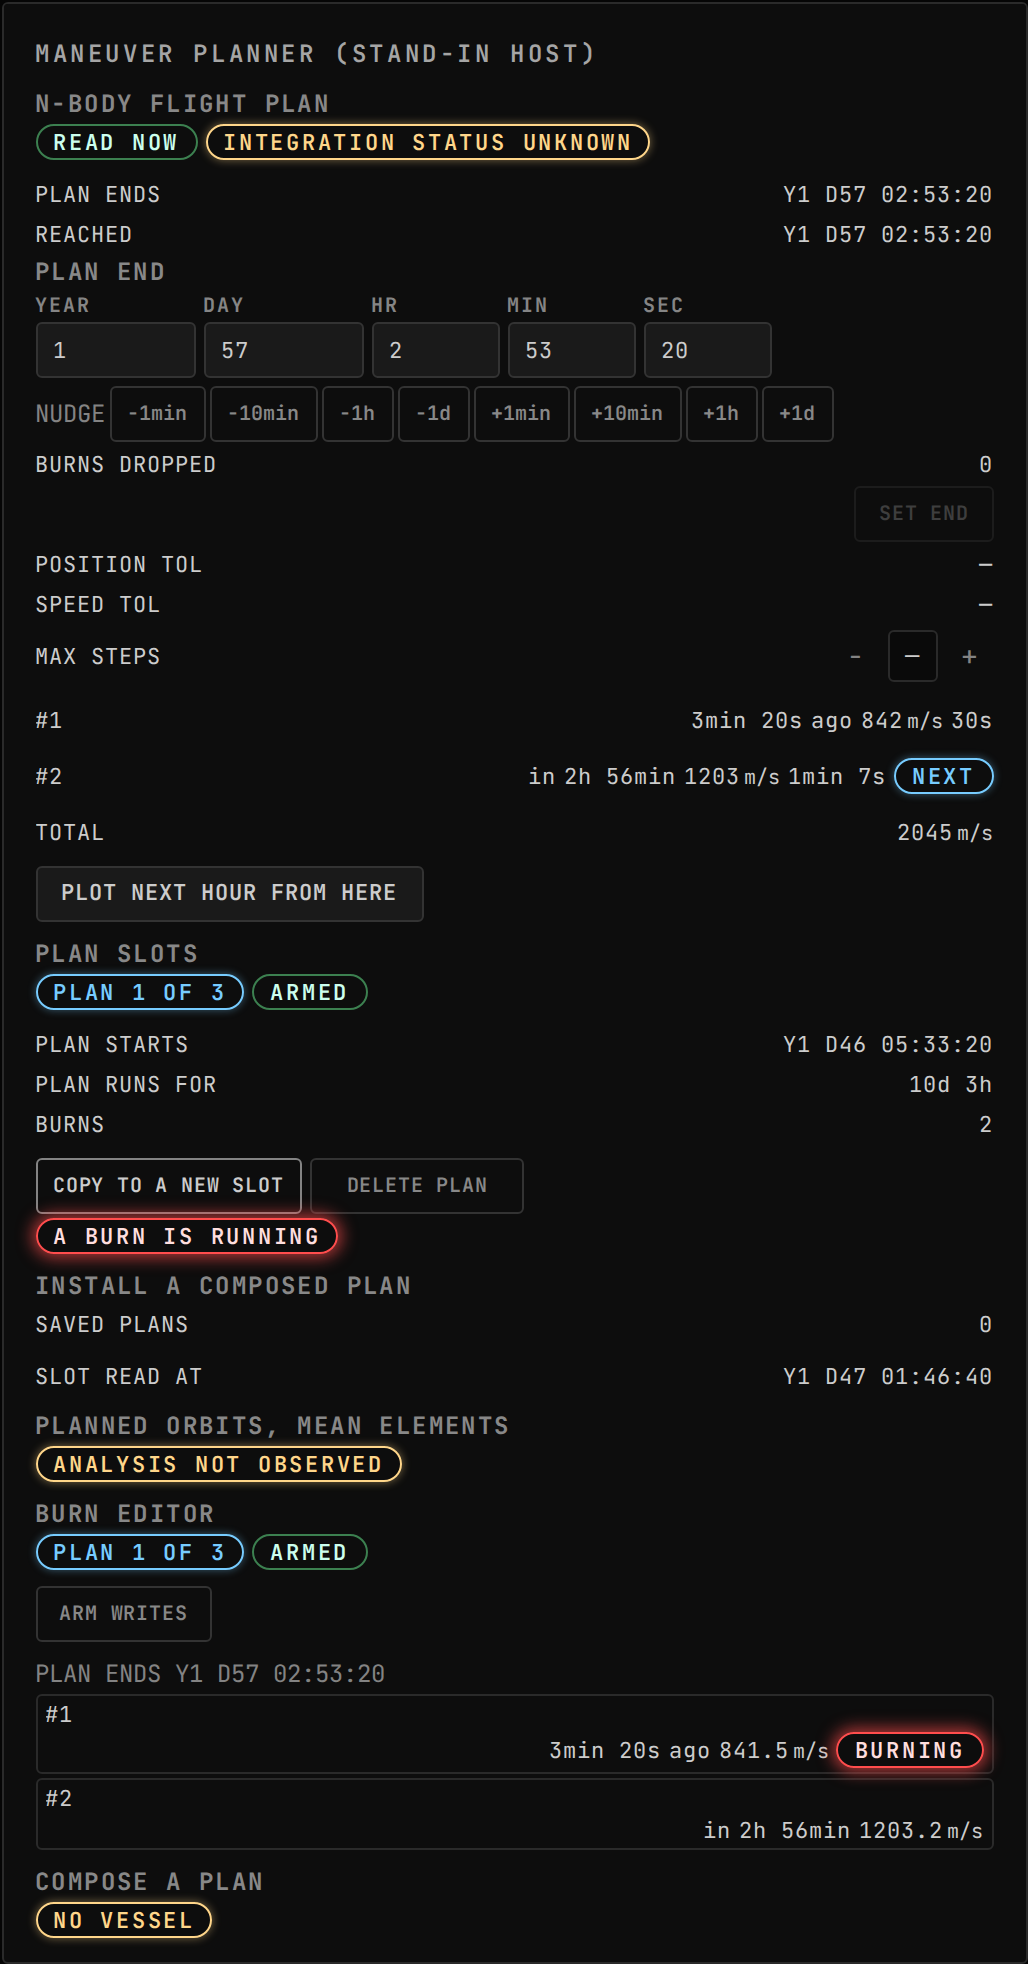 MANEUVER PLANNER (STAND-IN HOST)
N-BODY FLIGHT PLAN
READ NOW INTEGRATION STATUS UNKNOWN
PLAN ENDS Y1 D57 02:53:20
REACHED Y1 D57 02:53:20
PLAN END
YEAR DAY HR MIN SEC
1 57 2 53 20
NUDGE -1min -10min -1h -1d +1min +10min +1h +1d
BURNS DROPPED 0
SET END
POSITION TOL —
SPEED TOL —
MAX STEPS - — +
#1 3min 20s ago 842 m/s 30s
#2 in 2h 56min 1203 m/s 1min 7s NEXT
TOTAL 2045 m/s
PLOT NEXT HOUR FROM HERE
PLAN SLOTS
PLAN 1 OF 3 ARMED
PLAN STARTS Y1 D46 05:33:20
PLAN RUNS FOR 10d 3h
BURNS 2
COPY TO A NEW SLOT DELETE PLAN
A BURN IS RUNNING
INSTALL A COMPOSED PLAN
SAVED PLANS 0
SLOT READ AT Y1 D47 01:46:40
PLANNED ORBITS, MEAN ELEMENTS
ANALYSIS NOT OBSERVED
BURN EDITOR
PLAN 1 OF 3 ARMED
ARM WRITES
PLAN ENDS Y1 D57 02:53:20
#1
3min 20s ago 841.5 m/s BURNING
#2
in 2h 56min 1203.2 m/s
COMPOSE A PLAN
NO VESSEL